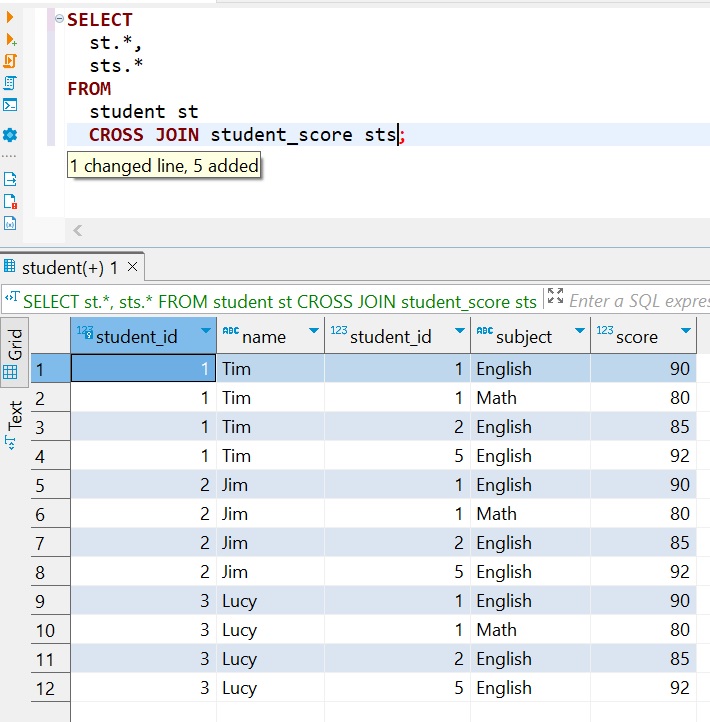 SELECT
st.*,
sts.*
FROM
student st
CROSS JOIN student_score sts;
1 changed line, 5 added
student(+) 1
SELECT st.*, sts.* FROM student st CROSS JOIN student_score sts Enter a SQL expres
Grid
Text
123 student_id ABC name 123 student_id ABC subject 123 score
1 1 Tim 1 English 90
2 1 Tim 1 Math 80
3 1 Tim 2 English 85
4 1 Tim 5 English 92
5 2 Jim 1 English 90
6 2 Jim 1 Math 80
7 2 Jim 2 English 85
8 2 Jim 5 English 92
9 3 Lucy 1 English 90
10 3 Lucy 1 Math 80
11 3 Lucy 2 English 85
12 3 Lucy 5 English 92